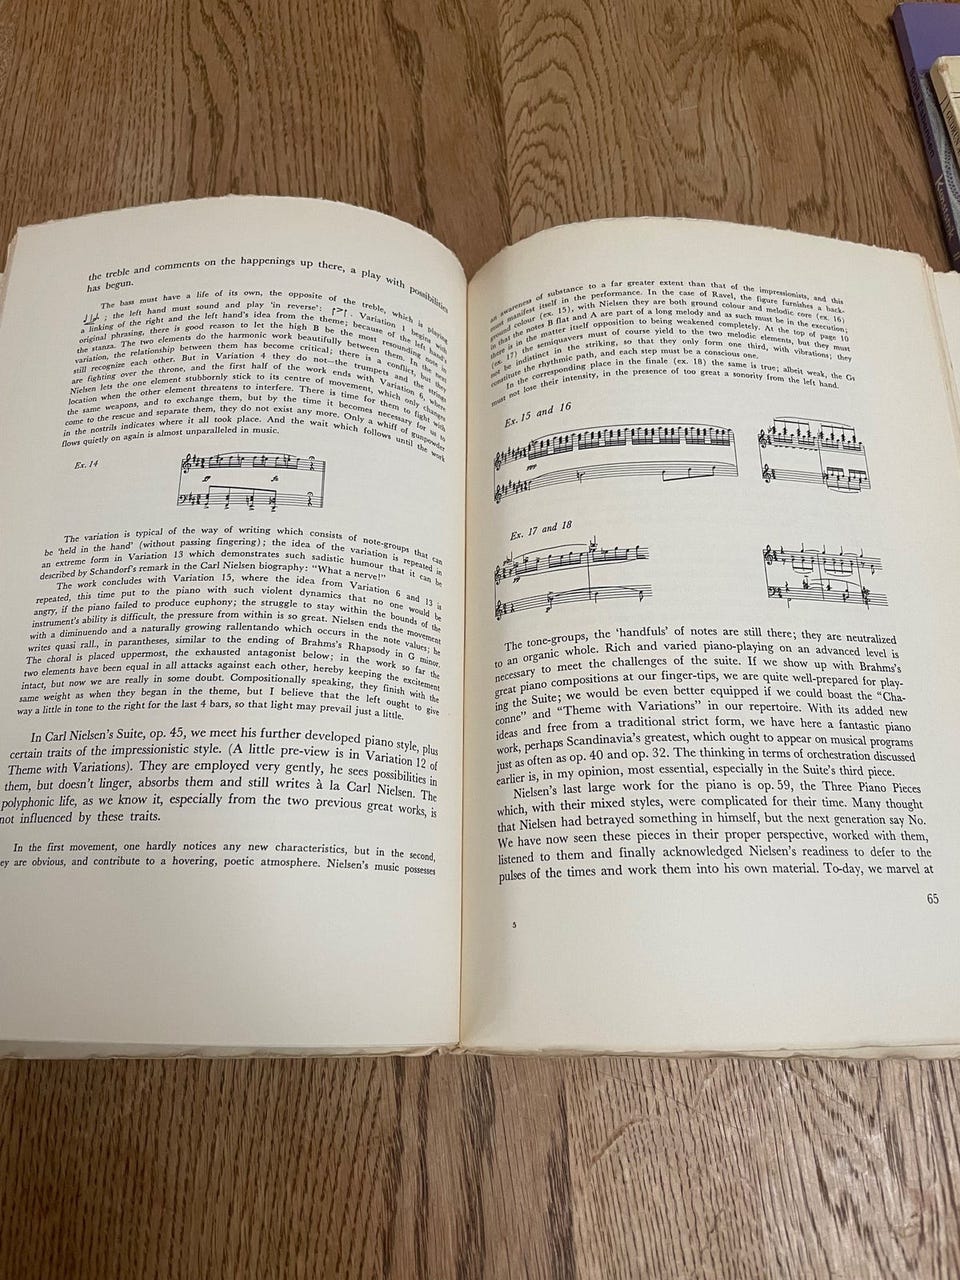 the treble and comments on the happenings up there, a play with possibilities
has begun.
The bass must have a life of its own, the opposite of the treble, which is playing
; the left hand must sound and play 'in reverse': . Variation 1 begins with
a linking of the right and the left hand's idea from the theme; because of the left hand's
original phrasing, there is good reason to let the high B be the most resounding note in
the stanza. The two elements do the harmonic work beautifully between them. In the
variation, the relationship between them has become critical; there is a conflict, but they
still recognize each other. But in Variation 4 they do not—the trumpets and the strings
are fighting over the throne, and the first half of the work ends with Variation 6, where
Nielsen lets the one element stubbornly stick to its centre of movement, which only changes
location when the other element threatens to interfere. There is time for them to fight with
the same weapons, and to exchange them, but by the time it becomes necessary for us to
come to the rescue and separate them, they do not exist any more. Only a whiff of gunpowder
in the nostrils indicates where it all took place. And the wait which follows until the work
flows quietly on again is almost unparalleled in music.
Ex. 14
The variation is typical of the way of writing which consists of note-groups that can
be 'held in the hand' (without passing fingering); the idea of the variation is repeated in
an extreme form in Variation 13 which demonstrates such sadistic humour that it can be
described by Schandorf's remark in the Carl Nielsen biography: "What a nerve!"
The work concludes with Variation 15, where the idea from Variation 6 and 13 is
repeated, this time put to the piano with such violent dynamics that no one would be
angry, if the piano failed to produce euphony; the struggle to stay within the bounds of the
instrument's ability is difficult, the pressure from within is so great. Nielsen ends the movement
with a diminuendo and a naturally growing rallentando which occurs in the note values; he
writes quasi rall., in parantheses, similar to the ending of Brahms's Rhapsody in G minor.
The choral is placed uppermost, the exhausted antagonist below; in the work so far the
two elements have been equal in all attacks against each other, hereby keeping the excitement
intact, but now we are really in some doubt. Compositionally speaking, they finish with the
same weight as when they began in the theme, but I believe that the left ought to give
way a little in tone to the right for the last 4 bars, so that light may prevail just a little.
In Carl Nielsen's Suite, op. 45, we meet his further developed piano style, plus
certain traits of the impressionistic style. (A little pre-view is in Variation 12 of
Theme with Variations). They are employed very gently, he sees possibilities in
them, but doesn't linger, absorbs them and still writes à la Carl Nielsen. The
polyphonic life, as we know it, especially from the two previous great works, is
not influenced by these traits.
In the first movement, one hardly notices any new characteristics, but in the second,
they are obvious, and contribute to a hovering, poetic atmosphere. Nielsen's music possesses
an awareness of substance to a far greater extent than that of the impressionists, and this
must manifest itself in the performance. In the case of Ravel, the figure furnishes a back-
ground colour (ex. 15), with Nielsen they are both ground colour and melodic core (ex. 16)
so that the notes B flat and A are part of a long melody and as such must be in the execution;
there is in the matter itself opposition to being weakened completely. At the top of page 10
(ex. 17) the semiquavers must of course yield to the two melodic elements, but they must
not be indistinct in the striking, so that they only form one third, with vibrations; they
constitute the rhythmic path, and each step must be a conscious one.
In the corresponding place in the finale (ex. 18) the same is true; albeit weak, the Gs
must not lose their intensity, in the presence of too great a sonority from the left hand.
Ex. 15 and 16
ppp
Ex. 17 and 18
pp
The tone-groups, the 'handfuls' of notes are still there; they are neutralized
to an organic whole. Rich and varied piano-playing on an advanced level is
necessary to meet the challenges of the suite. If we show up with Brahms's
great piano compositions at our finger-tips, we are quite well-prepared for play-
ing the Suite; we would be even better equipped if we could boast the "Cha-
conne" and "Theme with Variations" in our repertoire. With its added new
ideas and free from a traditional strict form, we have here a fantastic piano
work, perhaps Scandinavia's greatest, which ought to appear on musical programs
just as often as op. 40 and op. 32. The thinking in terms of orchestration discussed
earlier is, in my opinion, most essential, especially in the Suite's third piece.
Nielsen's last large work for the piano is op. 59, the Three Piano Pieces
which, with their mixed styles, were complicated for their time. Many thought
that Nielsen had betrayed something in himself, but the next generation say No.
We have now seen these pieces in their proper perspective, worked with them,
listened to them and finally acknowledged Nielsen's readiness to defer to the
pulses of the times and work them into his own material. To-day, we marvel at
65
5